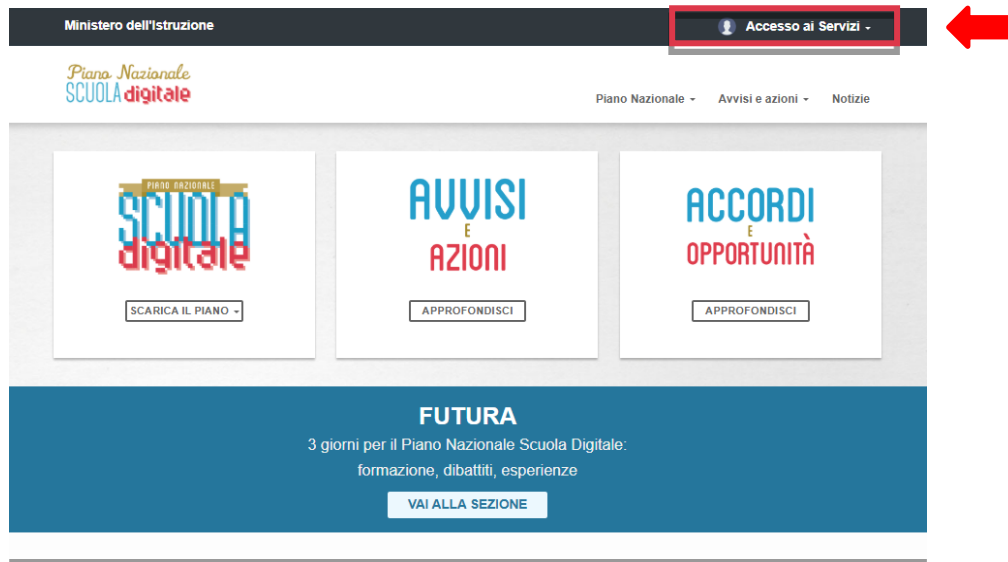 Ministero dell'Istruzione
Accesso ai Servizi
Piano Nazionale
SCUOLA digitale
Piano Nazionale
Avvisi e azioni
Notizie
PIANO NAZIONALE
SCUOLA
digitale
SCARICA IL PIANO
AVVISI
E
AZIONI
APPROFONDISCI
ACCORDI
E
OPPORTUNITÀ
APPROFONDISCI
FUTURA
3 giorni per il Piano Nazionale Scuola Digitale:
formazione, dibattiti, esperienze
VAI ALLA SEZIONE